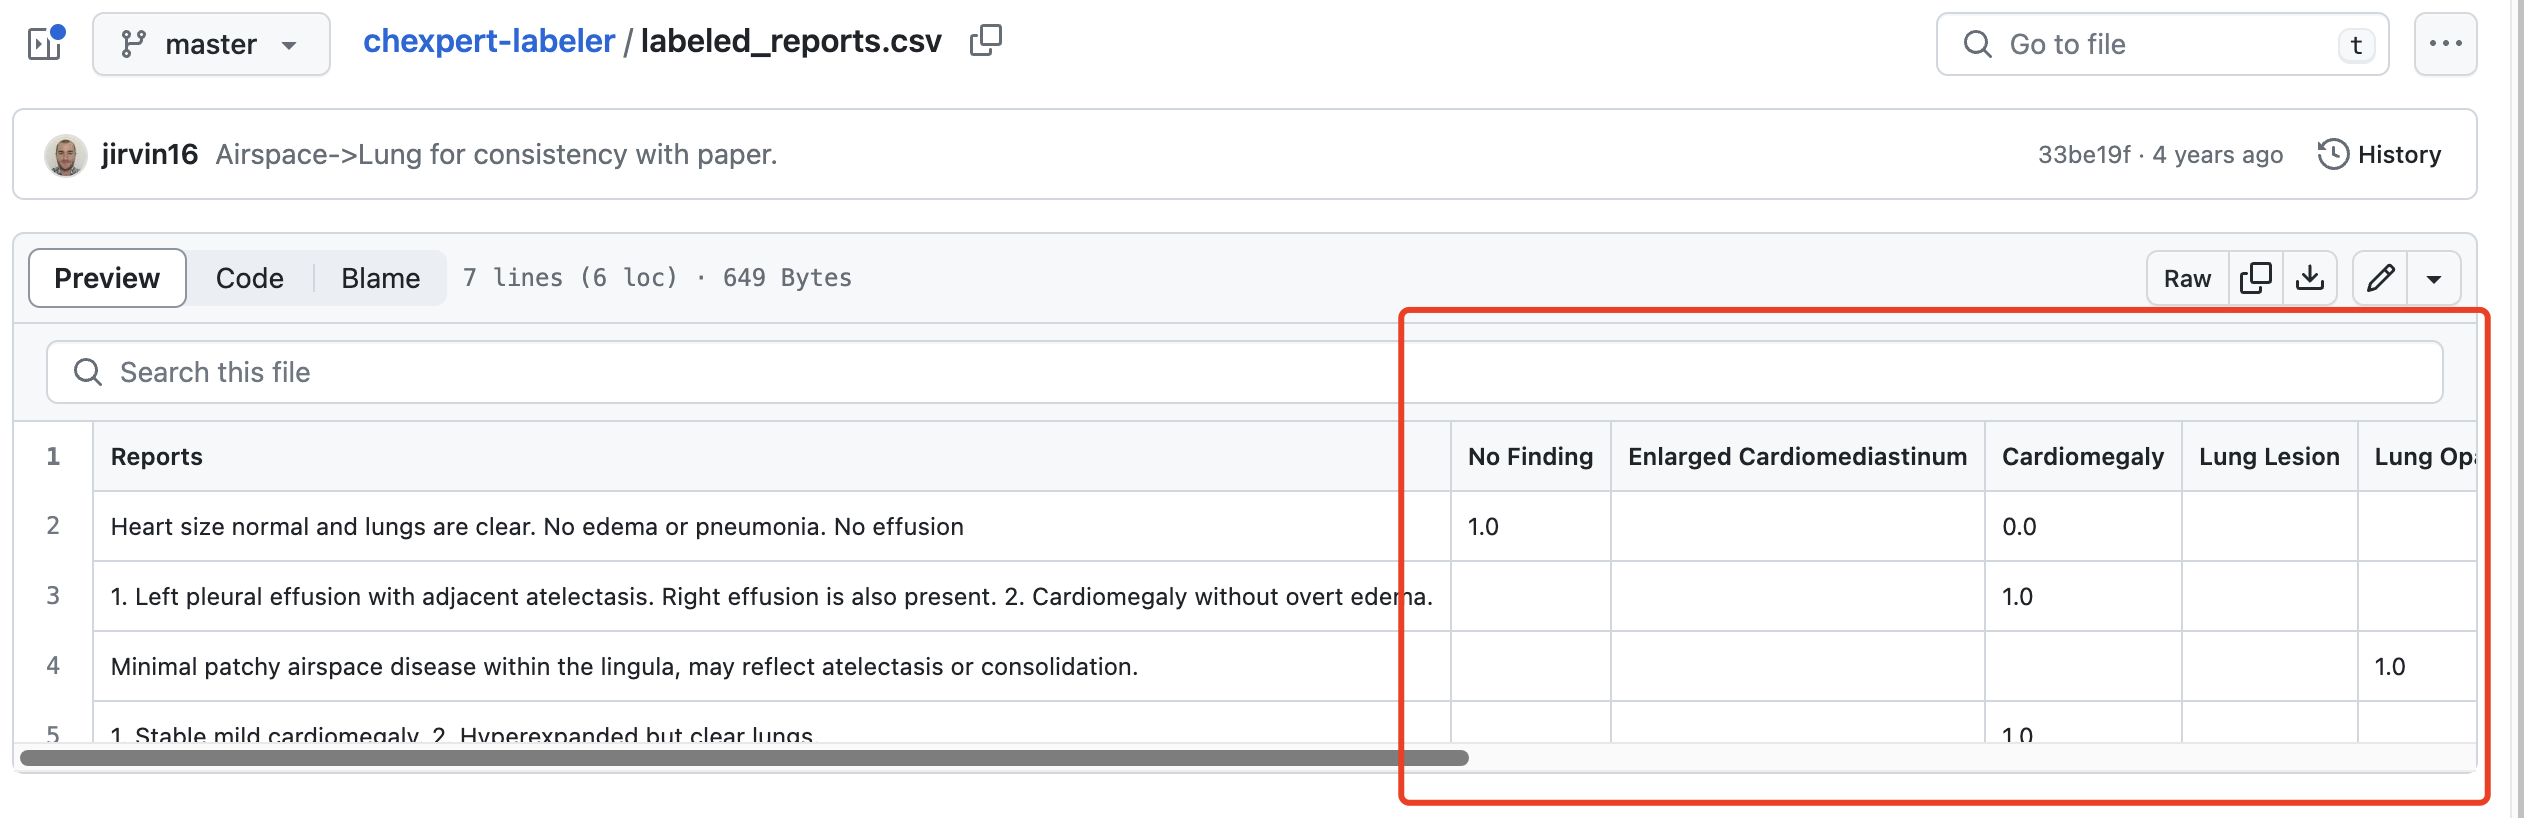 master
chexpert-labeler / labeled_reports.csv
Go to file
t
jirvin16 Airspace->Lung for consistency with paper.
33be19f · 4 years ago
History
Preview Code Blame 7 lines (6 loc) · 649 Bytes
Raw
Search this file
1 Reports No Finding Enlarged Cardiomediastinum Cardiomegaly Lung Lesion Lung Opa
2 Heart size normal and lungs are clear. No edema or pneumonia. No effusion 1.0 0.0
3 1. Left pleural effusion with adjacent atelectasis. Right effusion is also present. 2. Cardiomegaly without overt edema. 1.0
4 Minimal patchy airspace disease within the lingula, may reflect atelectasis or consolidation. 1.0
5 1. Stable mild cardiomegaly. 2. Hyperexpanded but clear lungs. 1.0